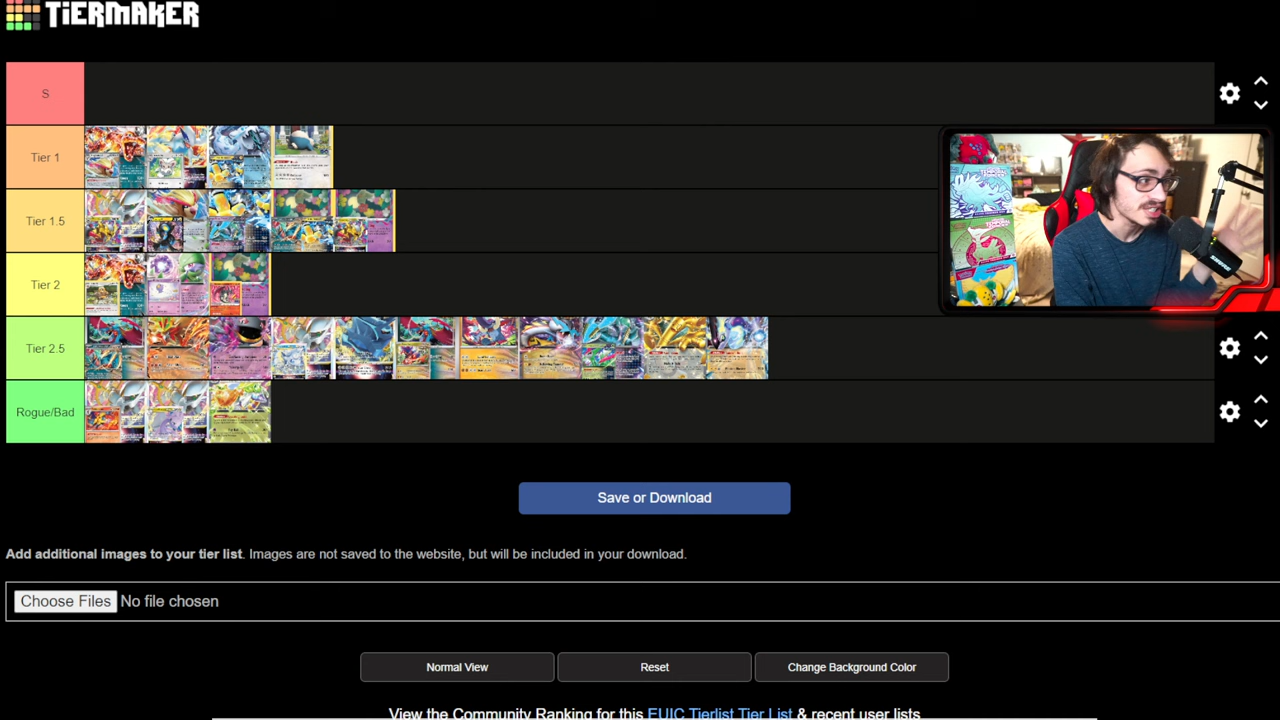 TiERMAKER
S
Tier 1
Tier 1.5
Tier 2
Tier 2.5
Rogue/Bad
SHURE
Save or Download
Add additional images to your tier list. Images are not saved to the website, but will be included in your download.
Choose Files No file chosen
Normal View
Reset
Change Background Color
View the Community Ranking for this EUIC Tierlist Tier List & recent user lists